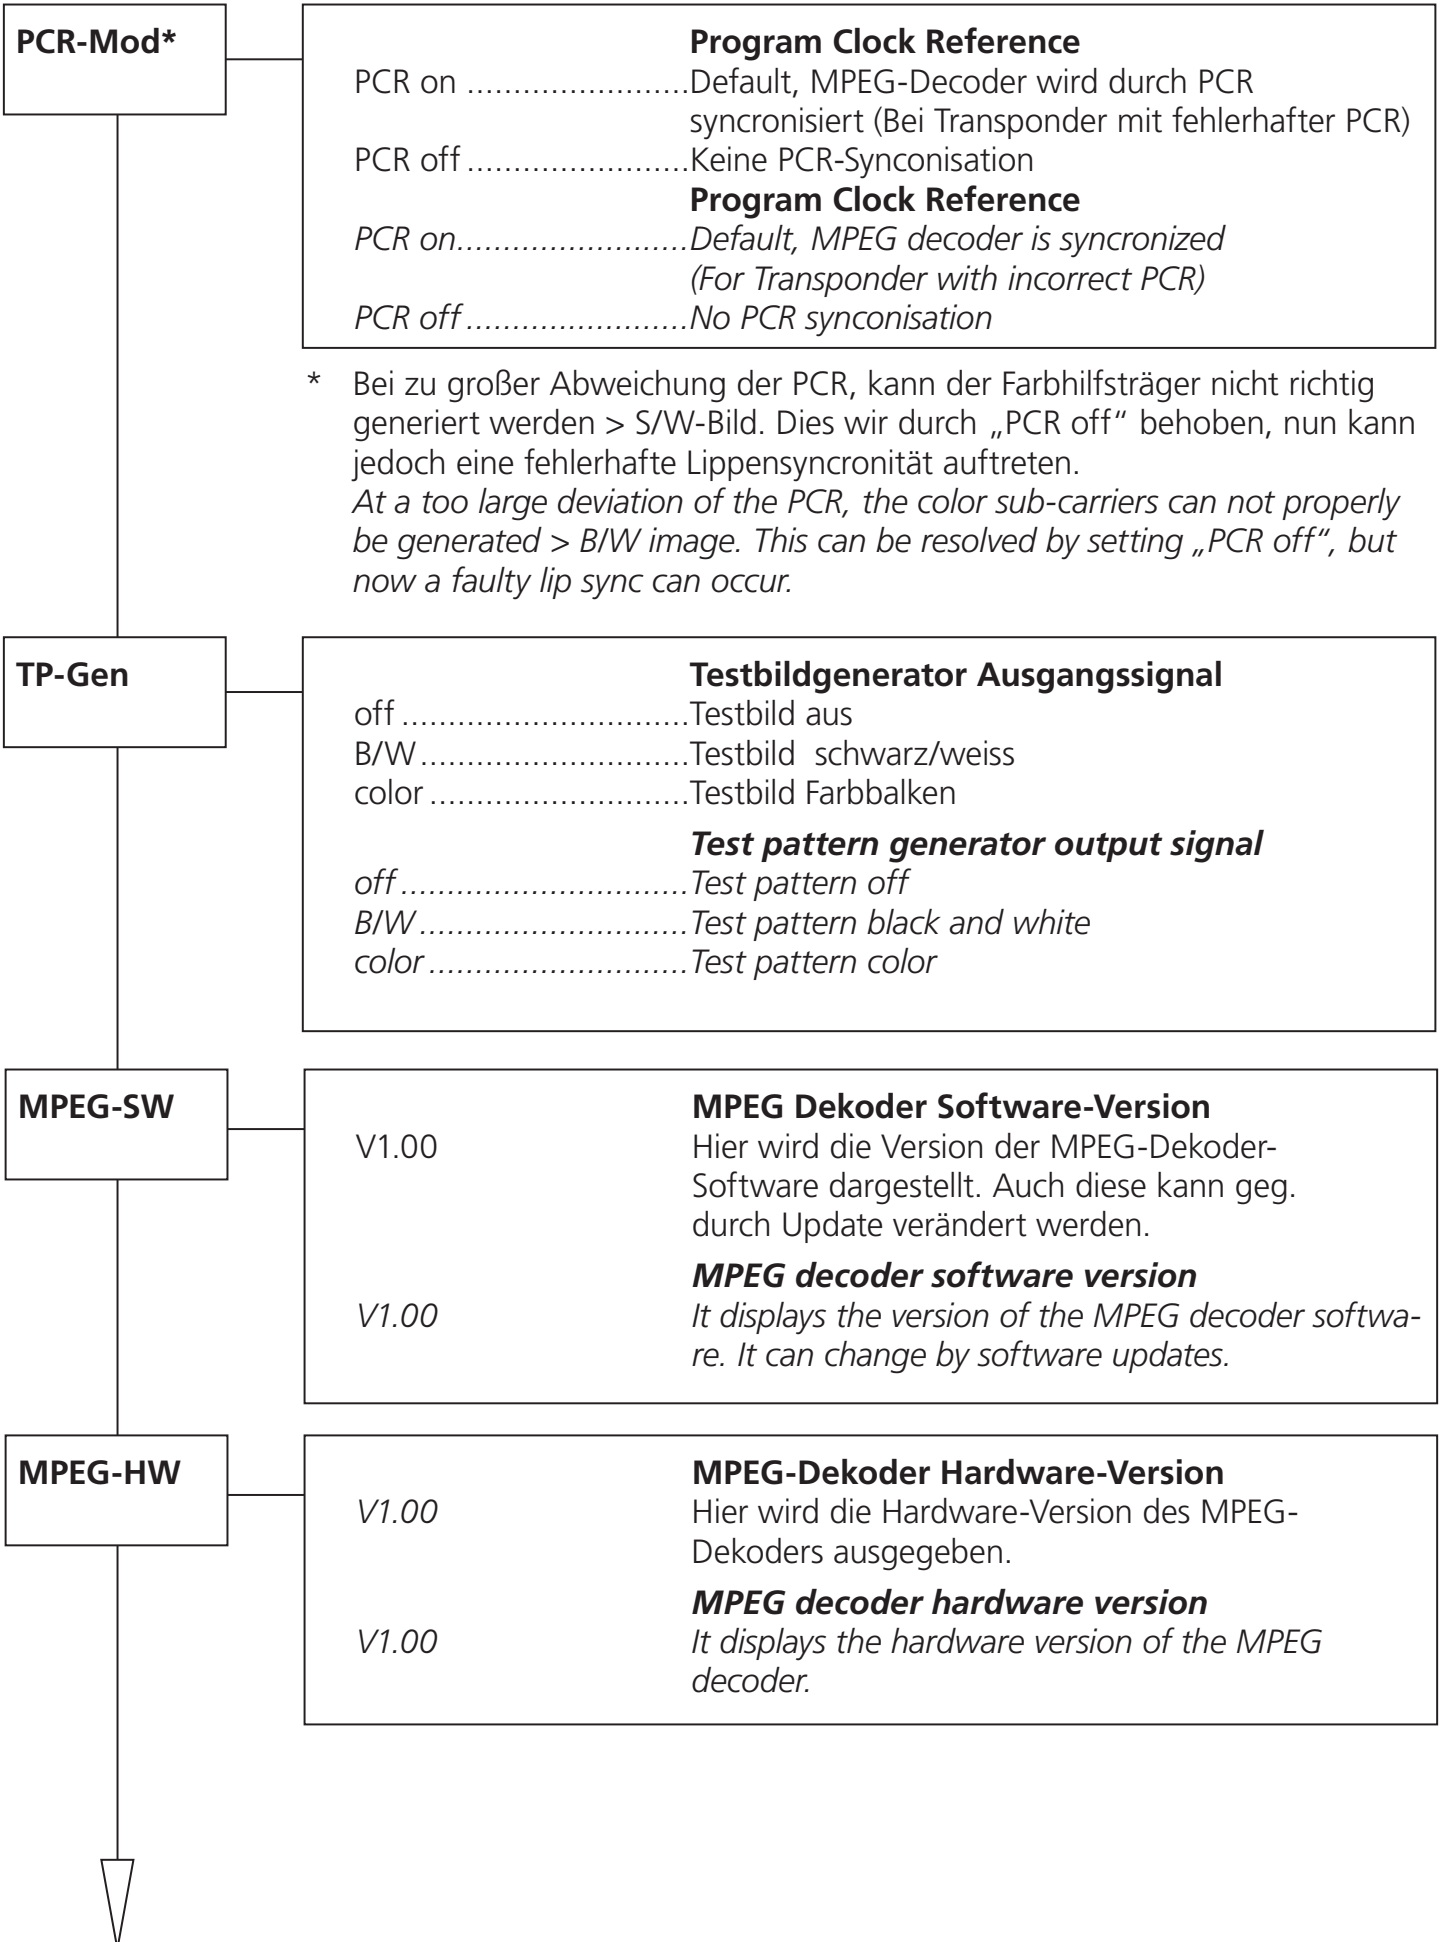 PCR-Mod*
Program Clock Reference
PCR on ........................Default, MPEG-Decoder wird durch PCR
syncronisiert (Bei Transponder mit fehlerhafter PCR)
PCR off ........................Keine PCR-Synconisation
Program Clock Reference
PCR on.........................Default, MPEG decoder is syncronized
(For Transponder with incorrect PCR)
PCR off ........................No PCR synconisation
* Bei zu großer Abweichung der PCR, kann der Farbhilfsträger nicht richtig
generiert werden > S/W-Bild. Dies wir durch „PCR off“ behoben, nun kann
jedoch eine fehlerhafte Lippensyncronität auftreten.
At a too large deviation of the PCR, the color sub-carriers can not properly
be generated > B/W image. This can be resolved by setting „PCR off“, but
now a faulty lip sync can occur.
TP-Gen
Testbildgenerator Ausgangssignal
off ...............................Testbild aus
B/W .............................Testbild schwarz/weiss
color ............................Testbild Farbbalken
Test pattern generator output signal
off ...............................Test pattern off
B/W .............................Test pattern black and white
color ............................Test pattern color
MPEG-SW
MPEG Dekoder Software-Version
V1.00 Hier wird die Version der MPEG-Dekoder-
Software dargestellt. Auch diese kann geg.
durch Update verändert werden.
MPEG decoder software version
V1.00 It displays the version of the MPEG decoder softwa-
re. It can change by software updates.
MPEG-HW
MPEG-Dekoder Hardware-Version
V1.00 Hier wird die Hardware-Version des MPEG-
Dekoders ausgegeben.
MPEG decoder hardware version
V1.00 It displays the hardware version of the MPEG
decoder.